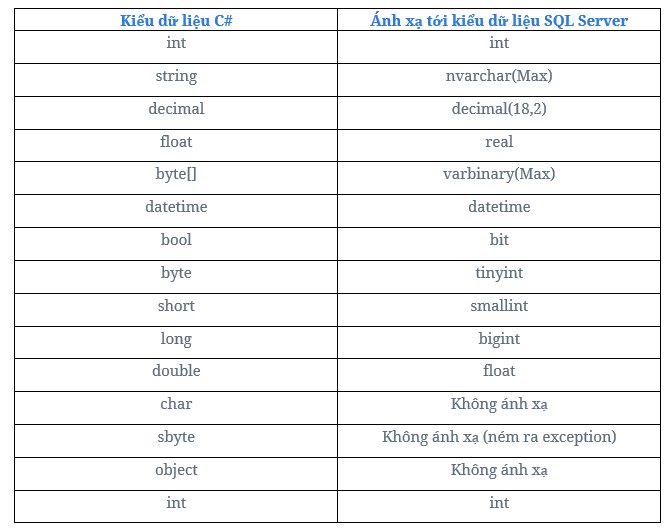 Kiểu dữ liệu C# Ánh xạ tới kiểu dữ liệu SQL Server
int int
string nvarchar(Max)
decimal decimal(18,2)
float real
byte[] varbinary(Max)
datetime datetime
bool bit
byte tinyint
short smallint
long bigint
double float
char Không ánh xạ
sbyte Không ánh xạ (ném ra exception)
object Không ánh xạ
int int